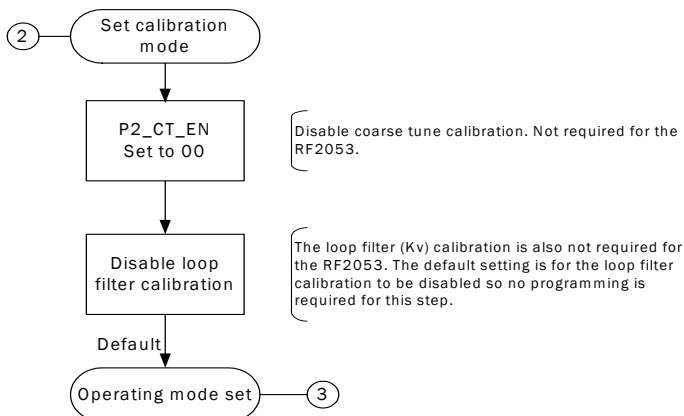 2
Set calibration
mode
P2_CT_EN
Set to 00
Disable coarse tune calibration. Not required for the
RF2053.
Disable loop
filter calibration
The loop filter (Kv) calibration is also not required for
the RF2053. The default setting is for the loop filter
calibration to be disabled so no programming is
required for this step.
Default
Operating mode set
3